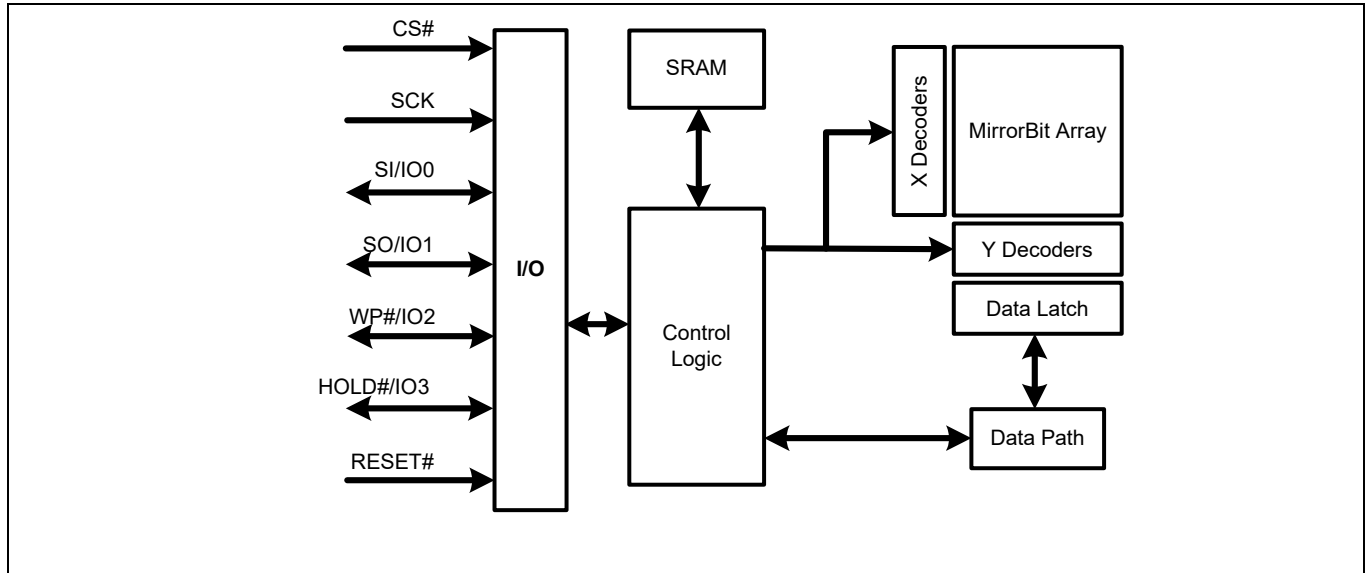 CS#
SCK
SI/IO0
SO/IO1
WP#/IO2
HOLD#/IO3
RESET#
I/O
SRAM
Control
Logic
X Decoders
MirrorBit Array
Y Decoders
Data Latch
Data Path